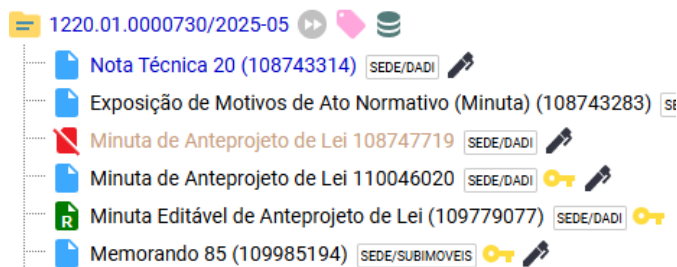 1220.01.0000730/2025-05
Nota Técnica 20 (108743314) SEDE/DADI
Exposição de Motivos de Ato Normativo (Minuta) (108743283) SE
Minuta de Anteprojeto de Lei 108747719 SEDE/DADI
Minuta de Anteprojeto de Lei 110046020 SEDE/DADI
R Minuta Editável de Anteprojeto de Lei (109779077) SEDE/DADI
Memorando 85 (109985194) SEDE/SUBIMOVEIS